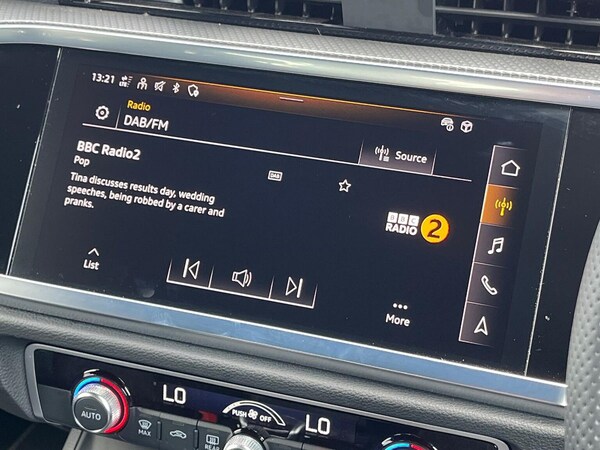 13:21
Radio
DAB/FM
Source
BBC Radio2
Pop
DAB
Tina discusses results day, wedding
speeches, being robbed by a carer and
pranks.
BBC
RADIO 2
List
More
LO
PUSH OFF
LO
AUTO
MAX
REAR